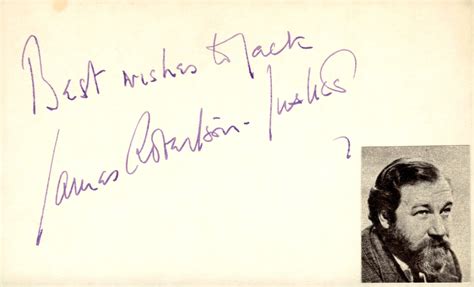 Best wishes to Jack
James Robertson-Justice